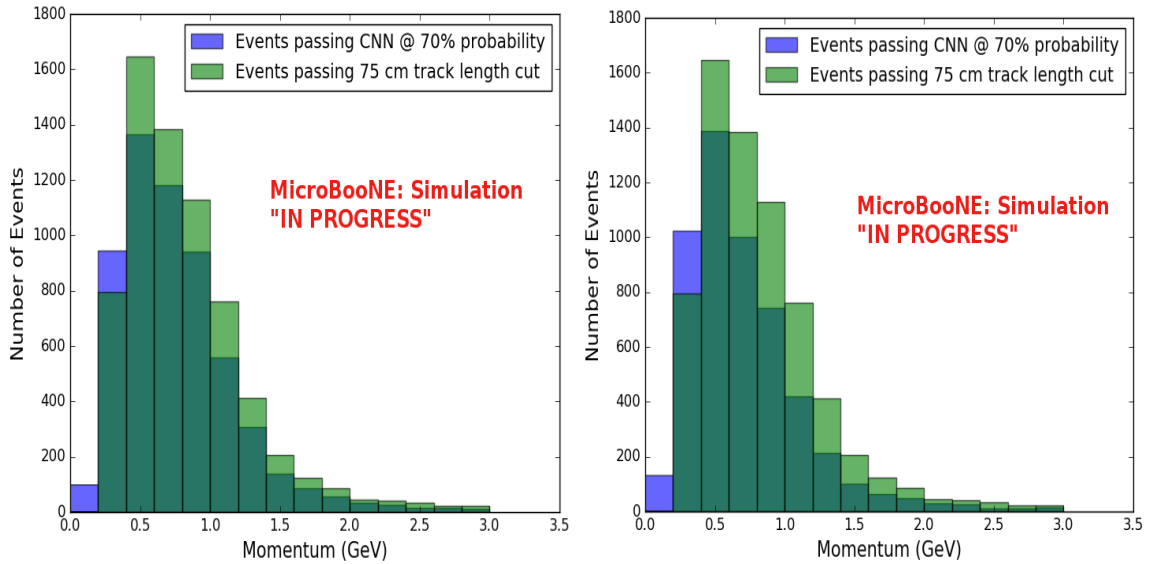 1800
1600
1400
1200
1000
800
600
400
200
0
Number of Events
Events passing CNN @ 70% probability
Events passing 75 cm track length cut
MicroBooNE: Simulation
"IN PROGRESS"
0.0 0.5 1.0 1.5 2.0 2.5 3.0 3.5
Momentum (GeV)
1800
1600
1400
1200
1000
800
600
400
200
0
Number of Events
Events passing CNN @ 70% probability
Events passing 75 cm track length cut
MicroBooNE: Simulation
"IN PROGRESS"
0.0 0.5 1.0 1.5 2.0 2.5 3.0 3.5
Momentum (GeV)